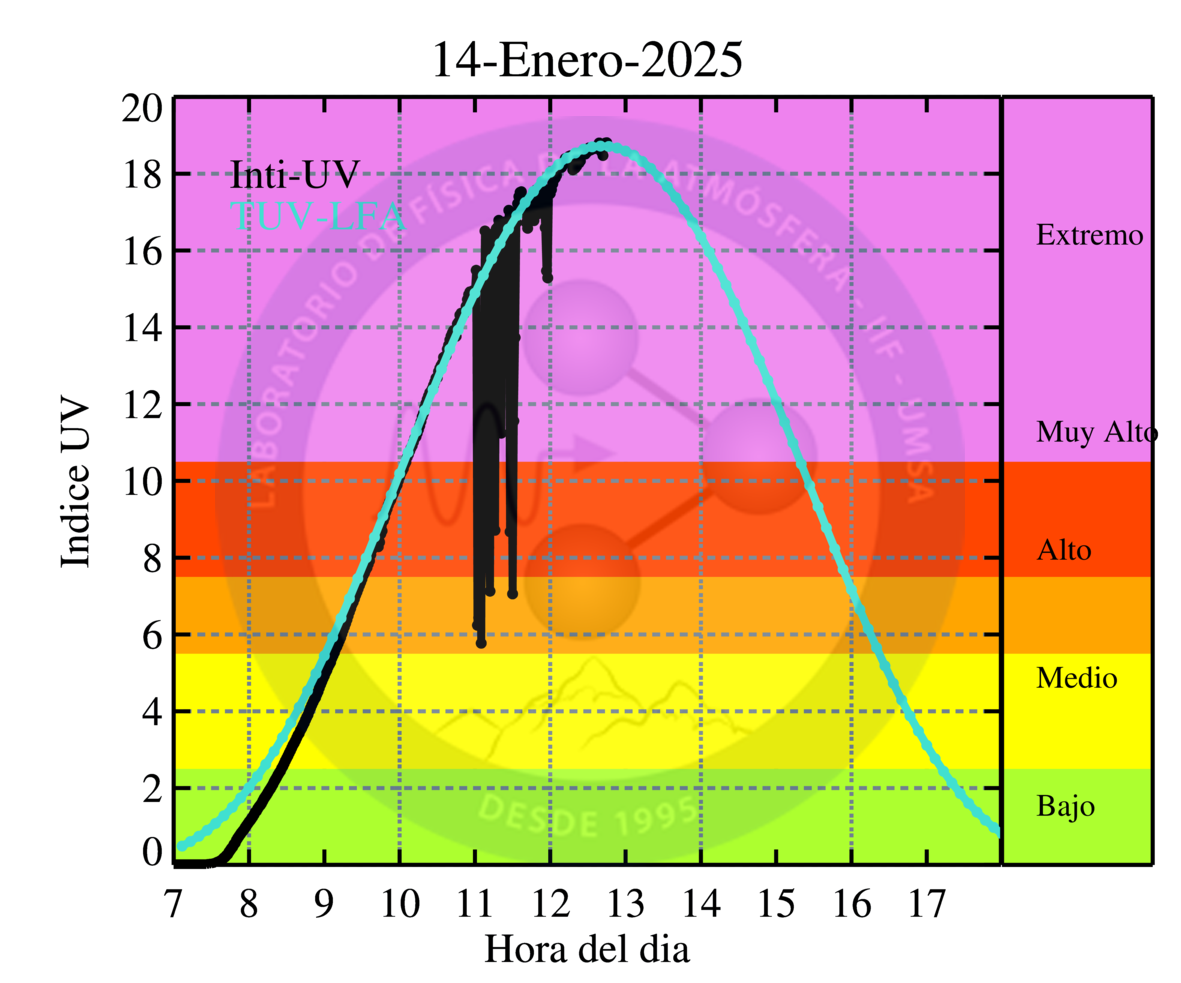 14-Enero-2025
Indice UV
20
18
16
14
12
10
8
6
4
2
0
Inti-UV
TUV-LFA
LABORATORIO DE FÍSICA DE LA ATMÓSFERA - IIF - UMSA
DESDE 1995
Extremo
Muy Alto
Alto
Medio
Bajo
7 8 9 10 11 12 13 14 15 16 17
Hora del dia